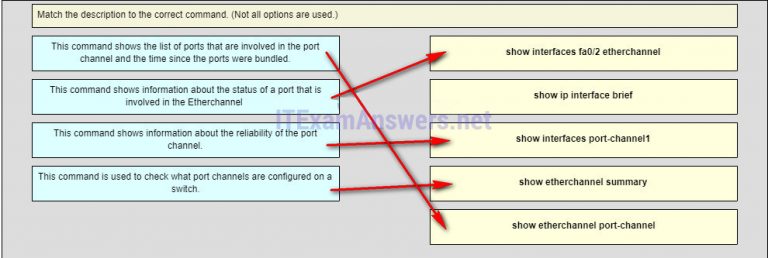 Match the description to the correct command. (Not all options are used.)
This command shows the list of ports that are involved in the port
channel and the time since the ports were bundled.
show interfaces fa0/2 etherchannel
This command shows information about the status of a port that is
involved in the Etherchannel
show ip interface brief
ITExamAnswers.net
This command shows information about the reliability of the port
channel.
show interfaces port-channel1
This command is used to check what port channels are configured on a
switch.
show etherchannel summary
show etherchannel port-channel